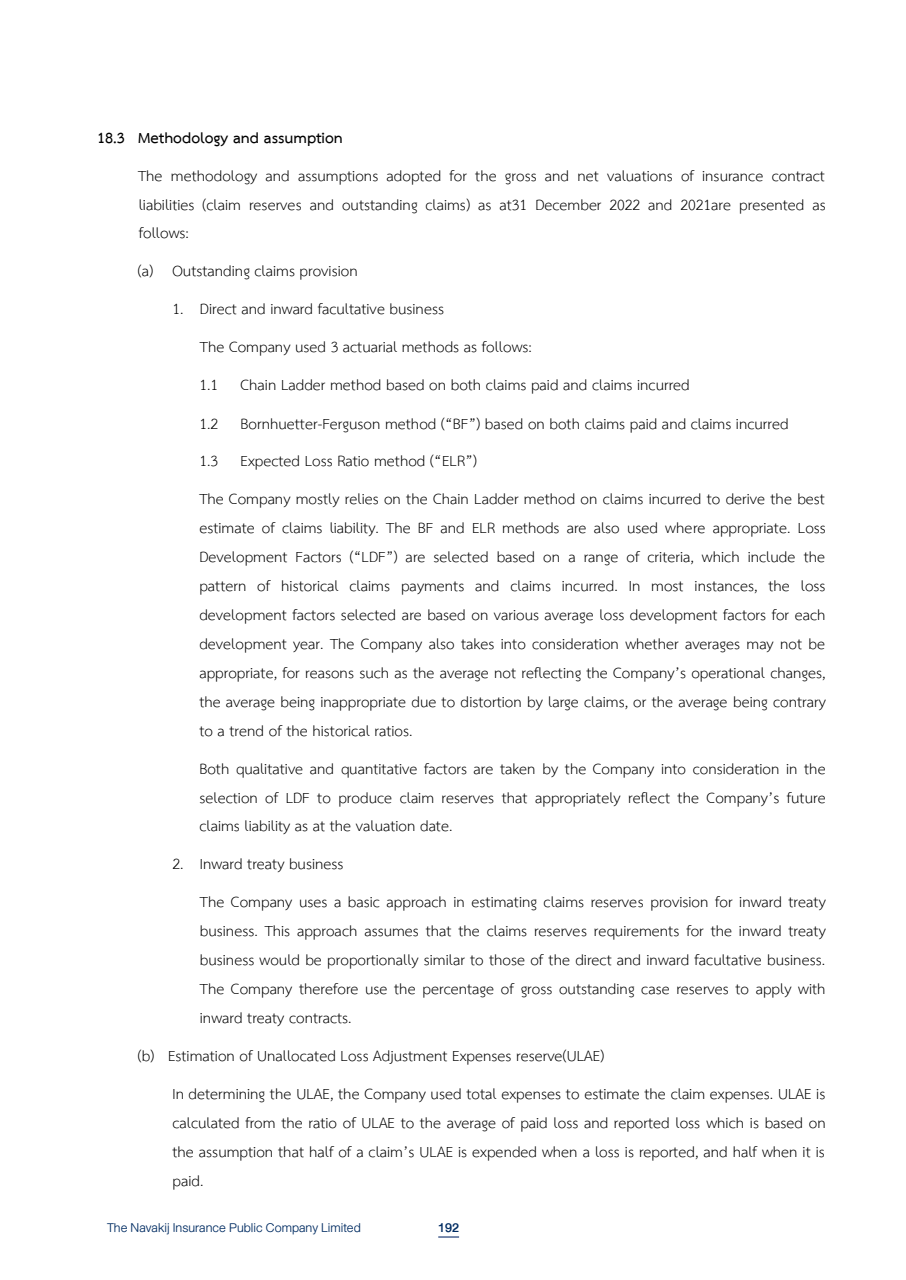 18.3 Methodology and assumption
The methodology and assumptions adopted for the gross and net valuations of insurance contract
liabilities (claim reserves and outstanding claims) as at31 December 2022 and 2021are presented as
follows:
(a) Outstanding claims provision
1. Direct and inward facultative business
The Company used 3 actuarial methods as follows:
1.1 Chain Ladder method based on both claims paid and claims incurred
1.2 Bornhuetter-Ferguson method (“BF”) based on both claims paid and claims incurred
1.3 Expected Loss Ratio method (“ELR”)
The Company mostly relies on the Chain Ladder method on claims incurred to derive the best
estimate of claims liability. The BF and ELR methods are also used where appropriate. Loss
Development Factors (“LDF”) are selected based on a range of criteria, which include the
pattern of historical claims payments and claims incurred. In most instances, the loss
development factors selected are based on various average loss development factors for each
development year. The Company also takes into consideration whether averages may not be
appropriate, for reasons such as the average not reflecting the Company’s operational changes,
the average being inappropriate due to distortion by large claims, or the average being contrary
to a trend of the historical ratios.
Both qualitative and quantitative factors are taken by the Company into consideration in the
selection of LDF to produce claim reserves that appropriately reflect the Company’s future
claims liability as at the valuation date.
2. Inward treaty business
The Company uses a basic approach in estimating claims reserves provision for inward treaty
business. This approach assumes that the claims reserves requirements for the inward treaty
business would be proportionally similar to those of the direct and inward facultative business.
The Company therefore use the percentage of gross outstanding case reserves to apply with
inward treaty contracts.
(b) Estimation of Unallocated Loss Adjustment Expenses reserve(ULAE)
In determining the ULAE, the Company used total expenses to estimate the claim expenses. ULAE is
calculated from the ratio of ULAE to the average of paid loss and reported loss which is based on
the assumption that half of a claim’s ULAE is expended when a loss is reported, and half when it is
paid.
The Navakij Insurance Public Company Limited 192